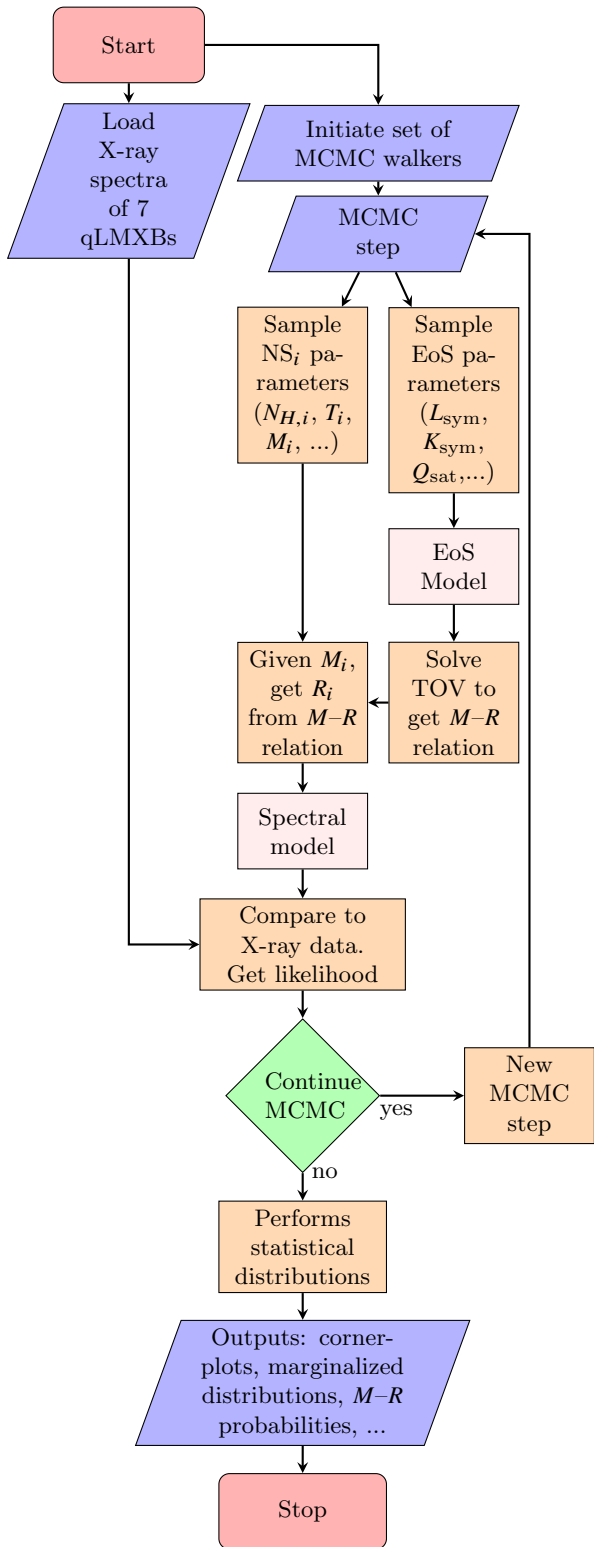 Start
Load
X-ray
spectra
of 7
qLMXBs
Initiate set of
MCMC walkers
MCMC
step
Sample
NS_i pa-
rameters
(N_{H,i}, T_i,
M_i, ...)
Sample
EoS pa-
rameters
(L_sym,
K_sym,
Q_sat,...)
EoS
Model
Given M_i,
get R_i
from M–R
relation
Solve
TOV to
get M–R
relation
Spectral
model
Compare to
X-ray data.
Get likelihood
Continue
MCMC
yes
New
MCMC
step
no
Performs
statistical
distributions
Outputs: corner-
plots, marginalized
distributions, M–R
probabilities, ...
Stop